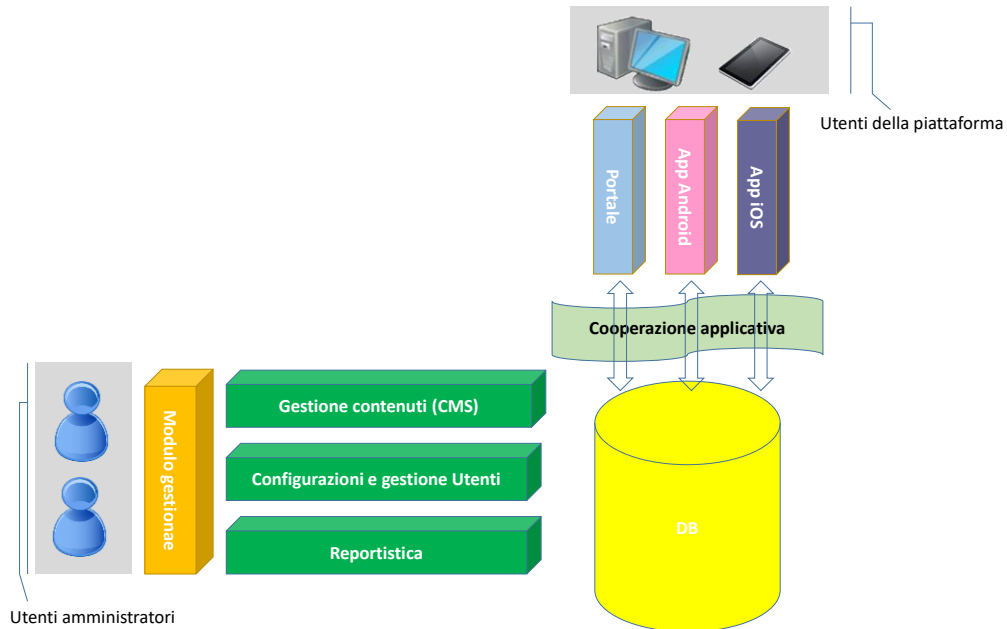 Utenti della piattaforma
Portale
App Android
App iOS
Cooperazione applicativa
Modulo gestionae
Gestione contenuti (CMS)
Configurazioni e gestione Utenti
Reportistica
DB
Utenti amministratori